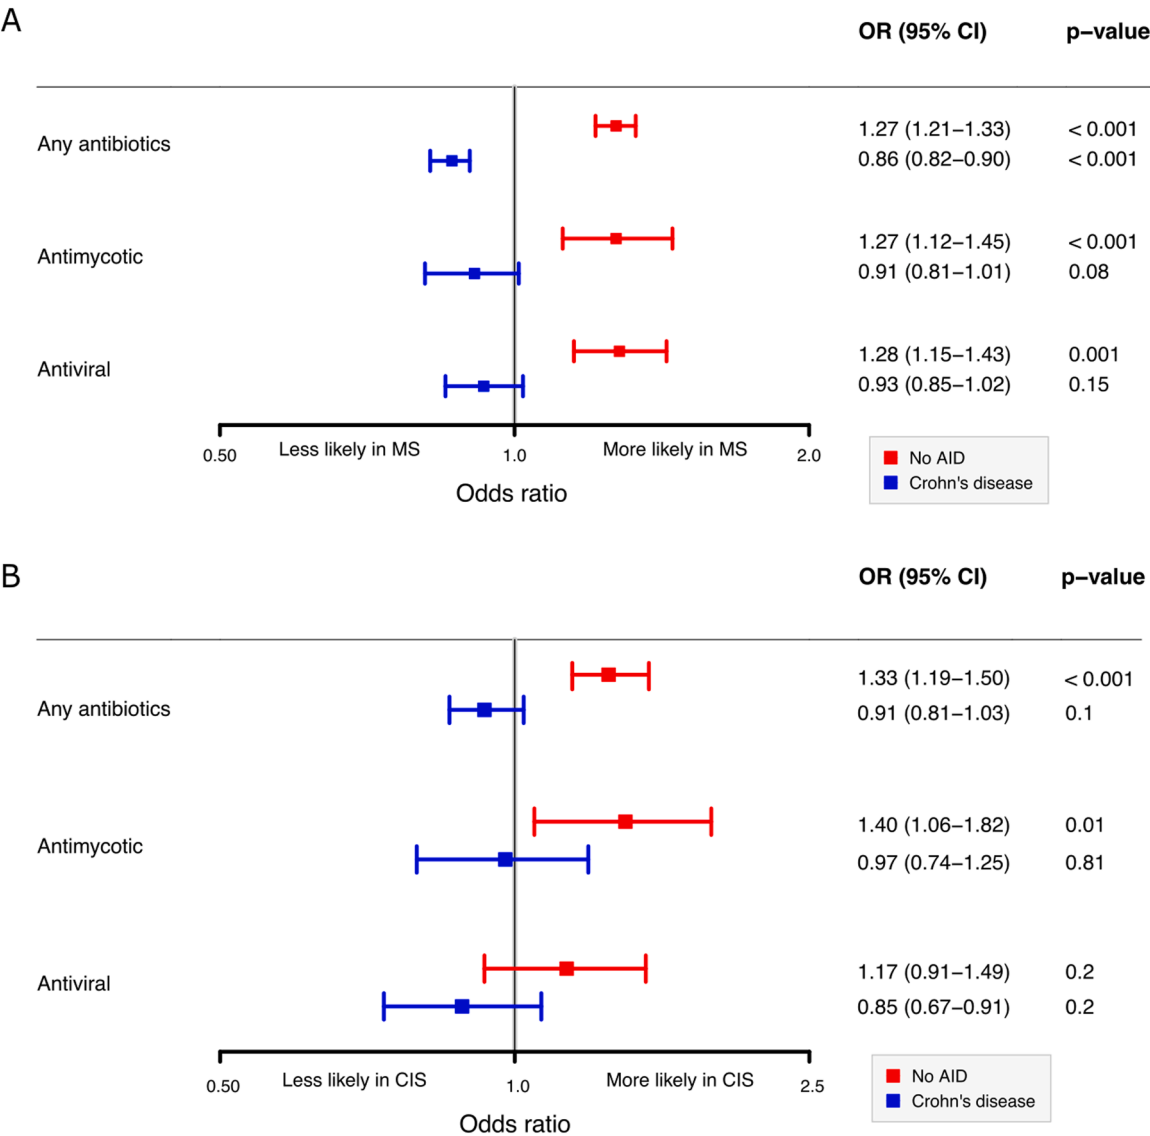 A
OR (95% CI) p−value
Any antibiotics
1.27 (1.21−1.33) < 0.001
0.86 (0.82−0.90) < 0.001
Antimycotic
1.27 (1.12−1.45) < 0.001
0.91 (0.81−1.01) 0.08
Antiviral
1.28 (1.15−1.43) 0.001
0.93 (0.85−1.02) 0.15
Less likely in MS More likely in MS
0.50 1.0 2.0
Odds ratio
No AID
Crohn's disease
B
OR (95% CI) p−value
Any antibiotics
1.33 (1.19−1.50) < 0.001
0.91 (0.81−1.03) 0.1
Antimycotic
1.40 (1.06−1.82) 0.01
0.97 (0.74−1.25) 0.81
Antiviral
1.17 (0.91−1.49) 0.2
0.85 (0.67−0.91) 0.2
Less likely in CIS More likely in CIS
0.50 1.0 2.5
Odds ratio
No AID
Crohn's disease